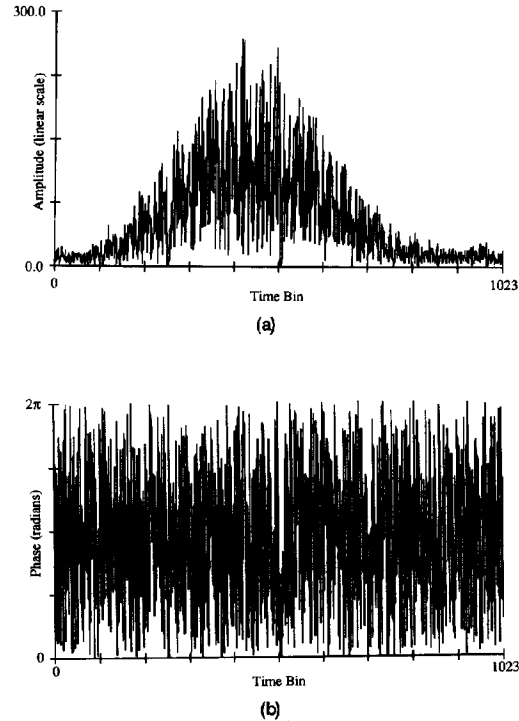 300.0
Amplitude (linear scale)
0.0
0
1023
Time Bin
(a)
2π
Phase (radians)
0
0
1023
Time Bin
(b)